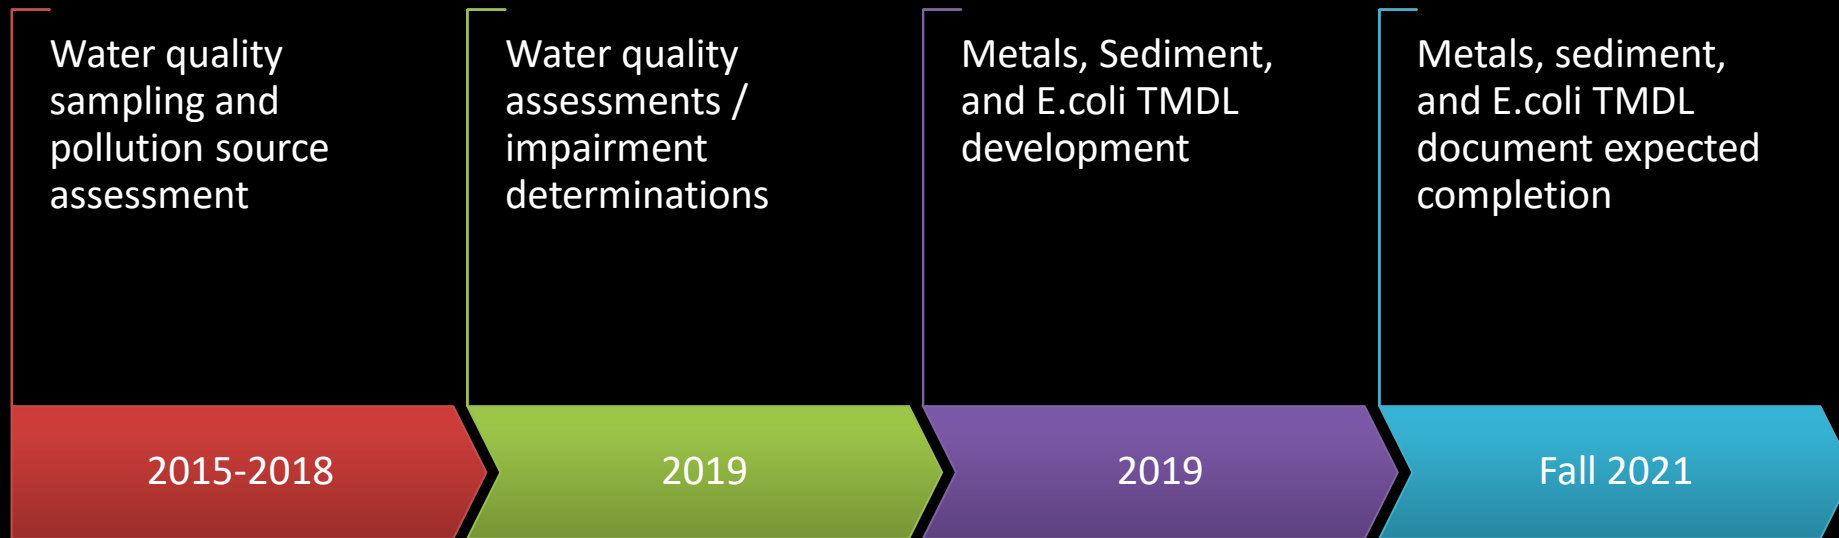 Water quality
sampling and
pollution source
assessment
2015-2018
Water quality
assessments /
impairment
determinations
2019
Metals, Sediment,
and E.coli TMDL
development
2019
Metals, sediment,
and E.coli TMDL
document expected
completion
Fall 2021